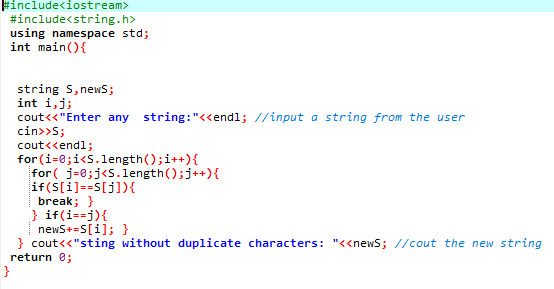 #include<iostream>
#include<string.h>
using namespace std;
int main(){
string S,newS;
int i,j;
cout<<"Enter any  string:"<<endl; //input a string from the user
cin>>S;
cout<<endl;
for(i=0;i<S.length();i++){
for( j=0;j<S.length();j++){
if(S[i]==S[j]){
break; }
} if(i==j){
newS+=S[i]; }
} cout<<"sting without duplicate characters: "<<newS; //cout the new string
return 0;
}